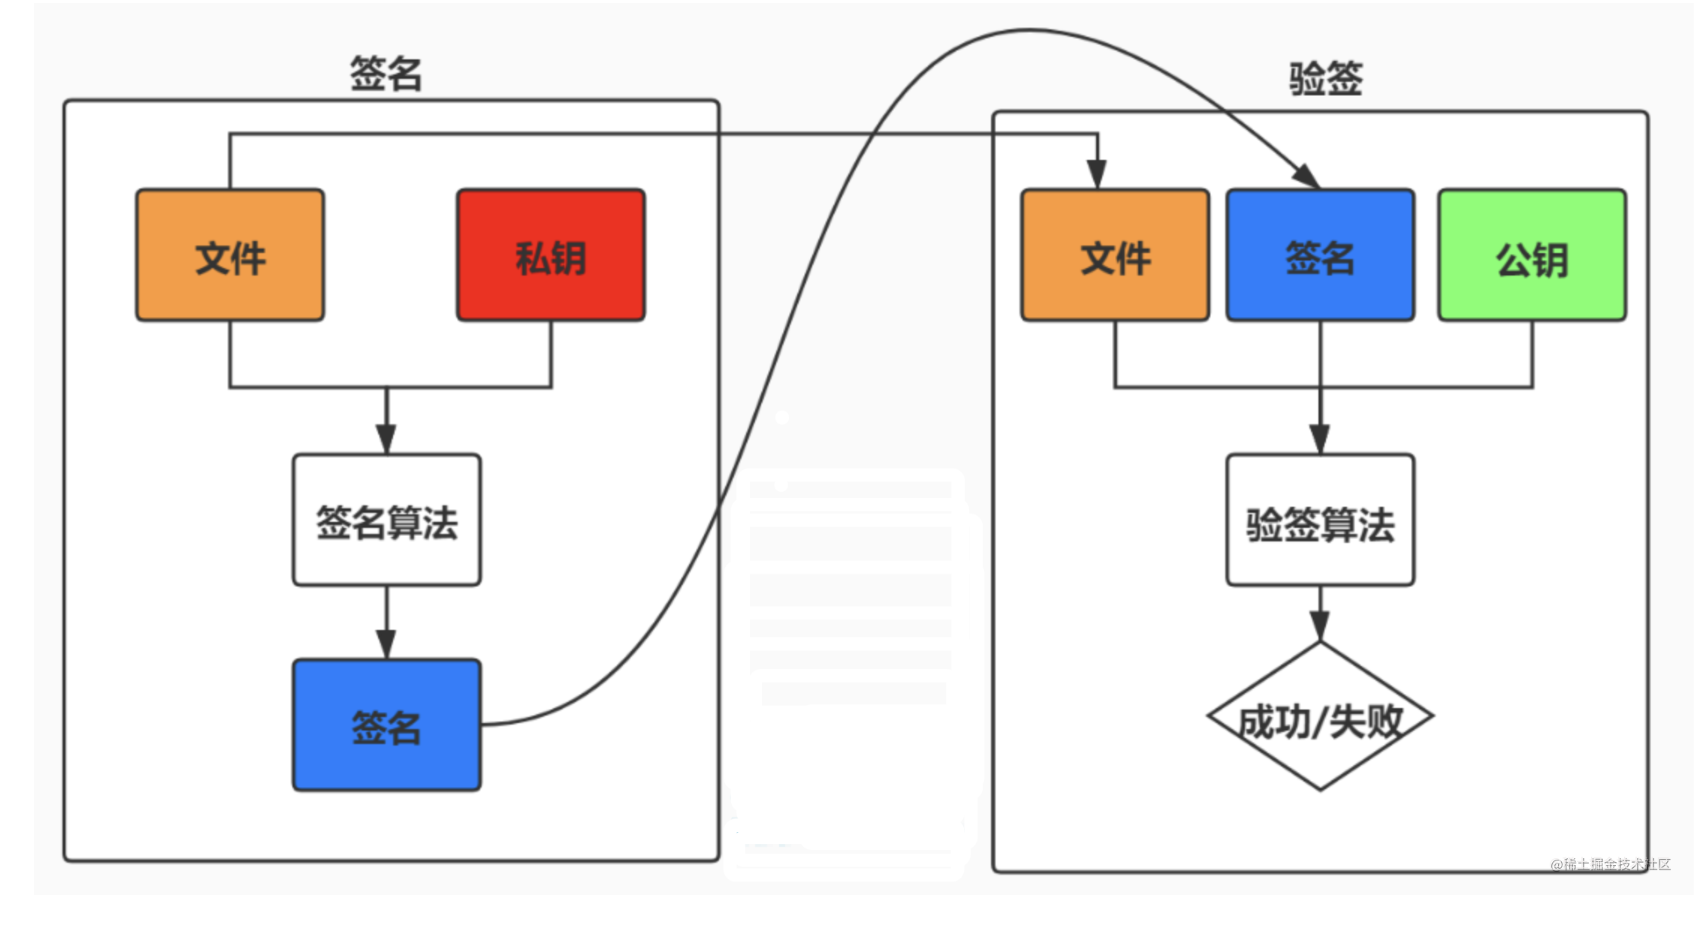 签名
文件
私钥
签名算法
签名
验签
文件
签名
公钥
验签算法
成功/失败
@稀土掘金技术社区